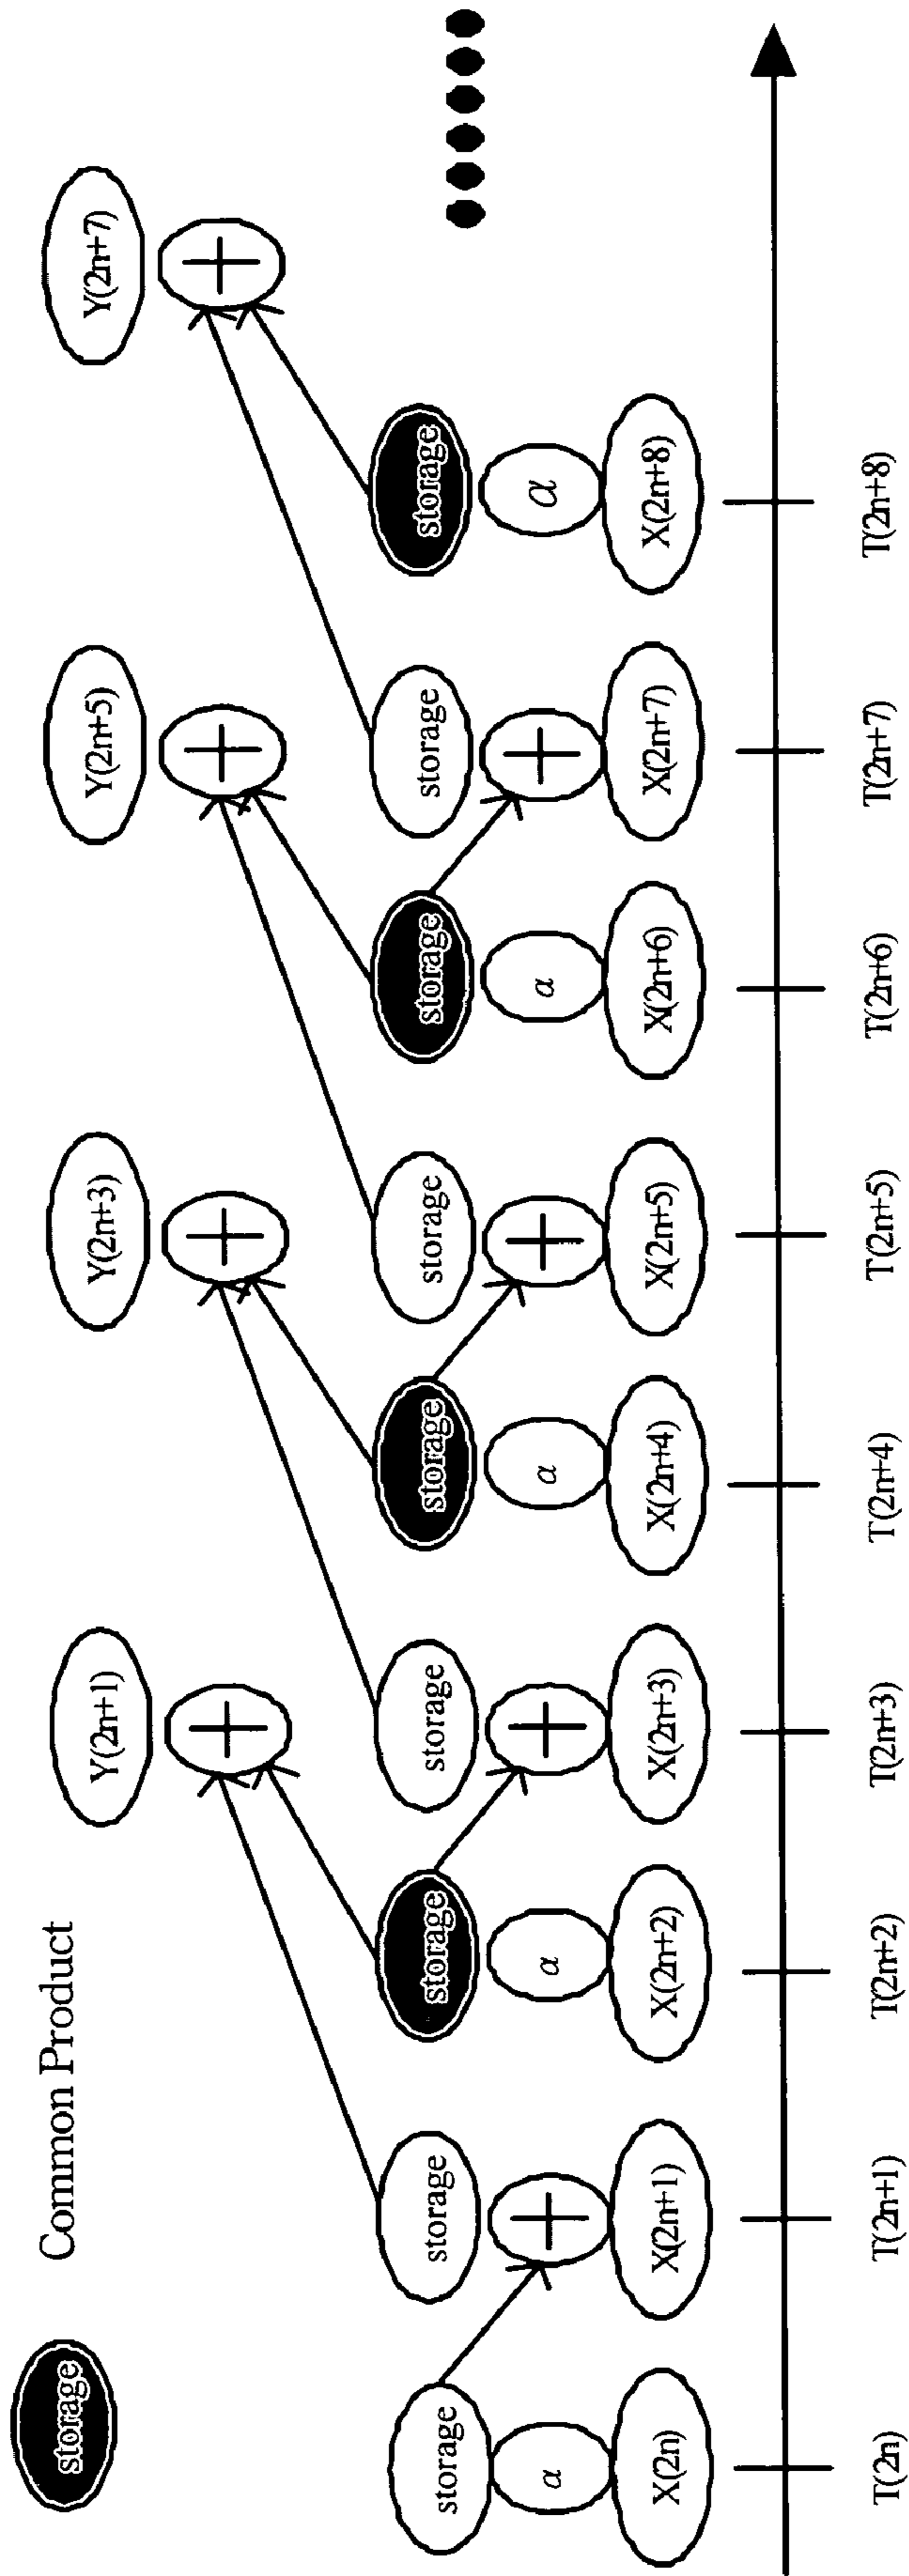 storage Common Product
Y(2n+1) Y(2n+3) Y(2n+5) Y(2n+7)
+ + + +
storage storage storage storage storage storage storage storage storage
α + α + α + α + α
X(2n) X(2n+1) X(2n+2) X(2n+3) X(2n+4) X(2n+5) X(2n+6) X(2n+7) X(2n+8)
T(2n) T(2n+1) T(2n+2) T(2n+3) T(2n+4) T(2n+5) T(2n+6) T(2n+7) T(2n+8)